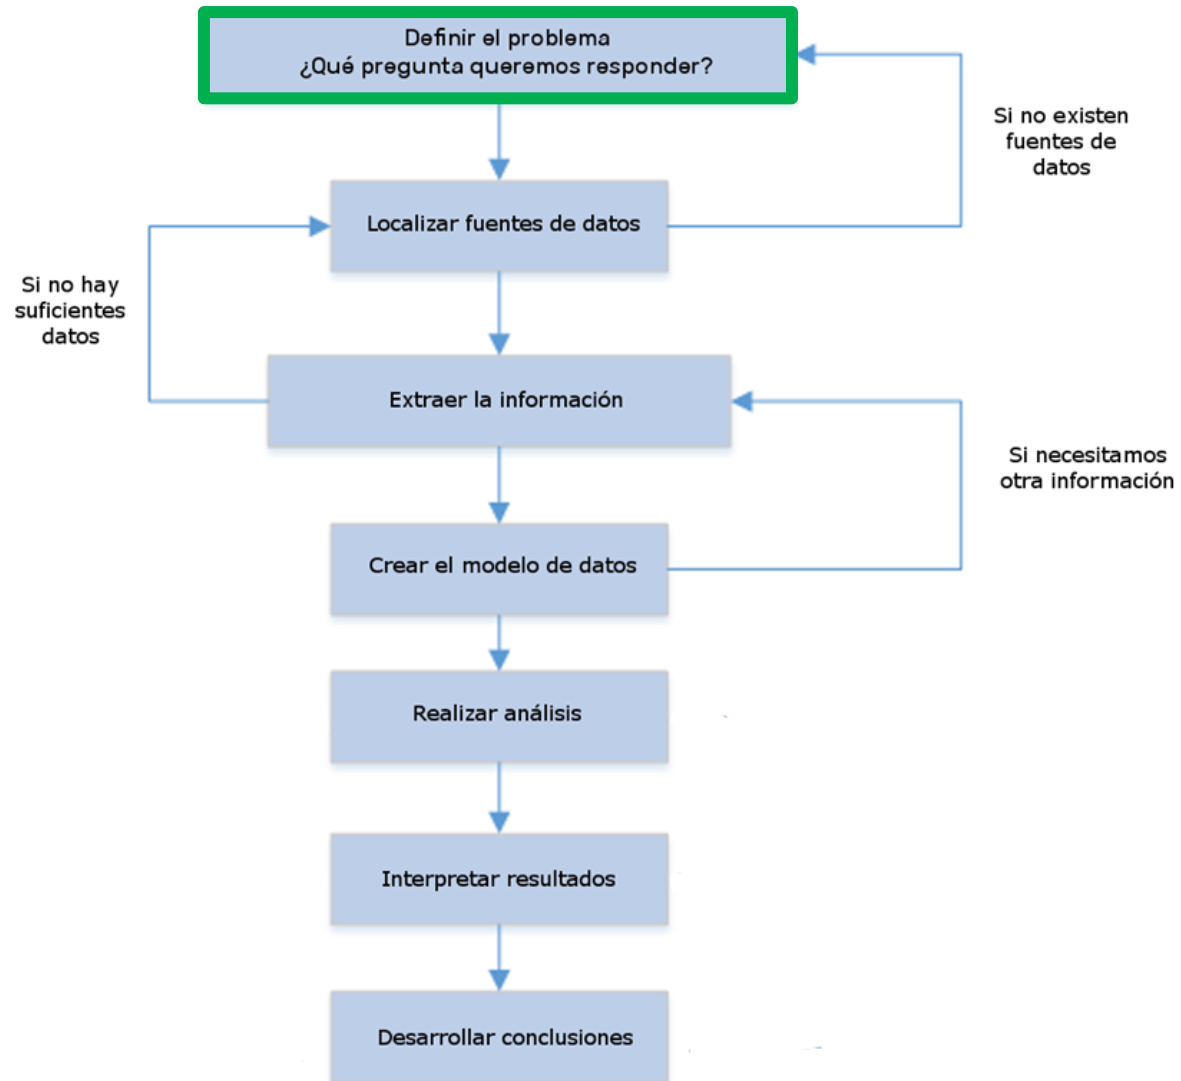 Definir el problema
¿Qué pregunta queremos responder?
Si no existen
fuentes de
datos
Localizar fuentes de datos
Si no hay
suficientes
datos
Extraer la información
Si necesitamos
otra información
Crear el modelo de datos
Realizar análisis
Interpretar resultados
Desarrollar conclusiones